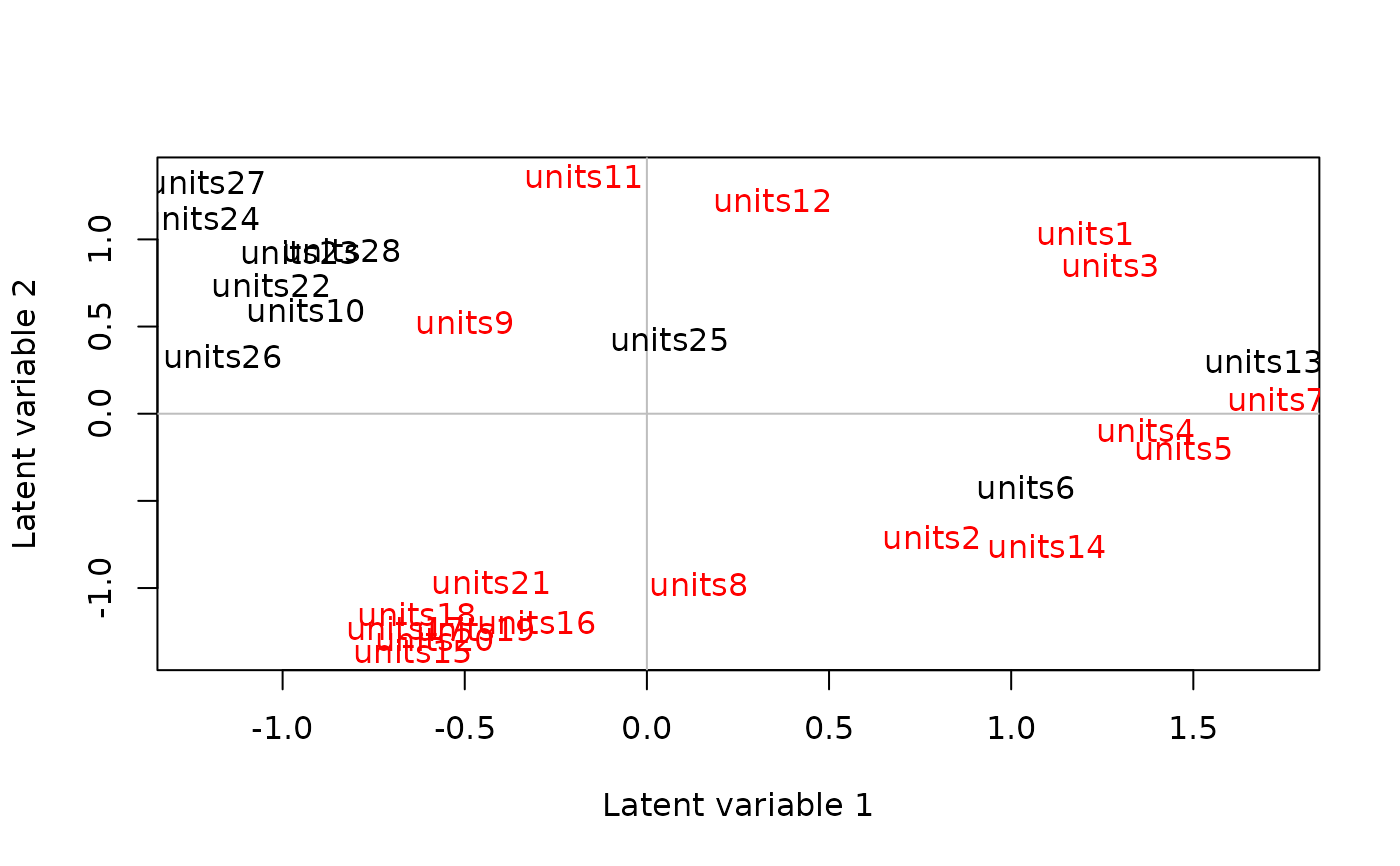 units27
units11
units12
nits24
units1
units23
units28
units3
units22
units10
units9
units25
units26
units13
units7
units4
units5
units6
units2
units14
units21
units8
units18
units17
units19
units16
units20
units15
1.0
0.5
0.0
-1.0
Latent variable 2
-1.0 -0.5 0.0 0.5 1.0 1.5
Latent variable 1